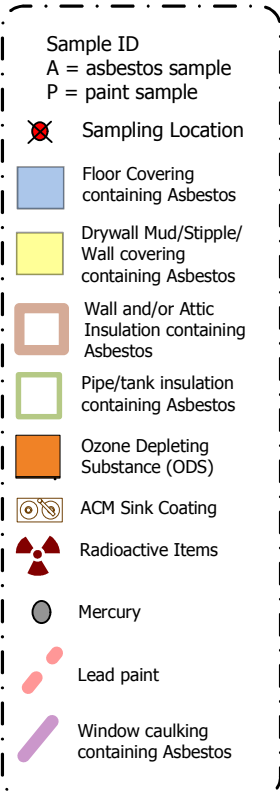 Sample ID
A = asbestos sample
P = paint sample
Sampling Location
Floor Covering
containing Asbestos
Drywall Mud/Stipple/
Wall covering
containing Asbestos
Wall and/or Attic
Insulation containing
Asbestos
Pipe/tank insulation
containing Asbestos
Ozone Depleting
Substance (ODS)
ACM Sink Coating
Radioactive Items
Mercury
Lead paint
Window caulking
containing Asbestos